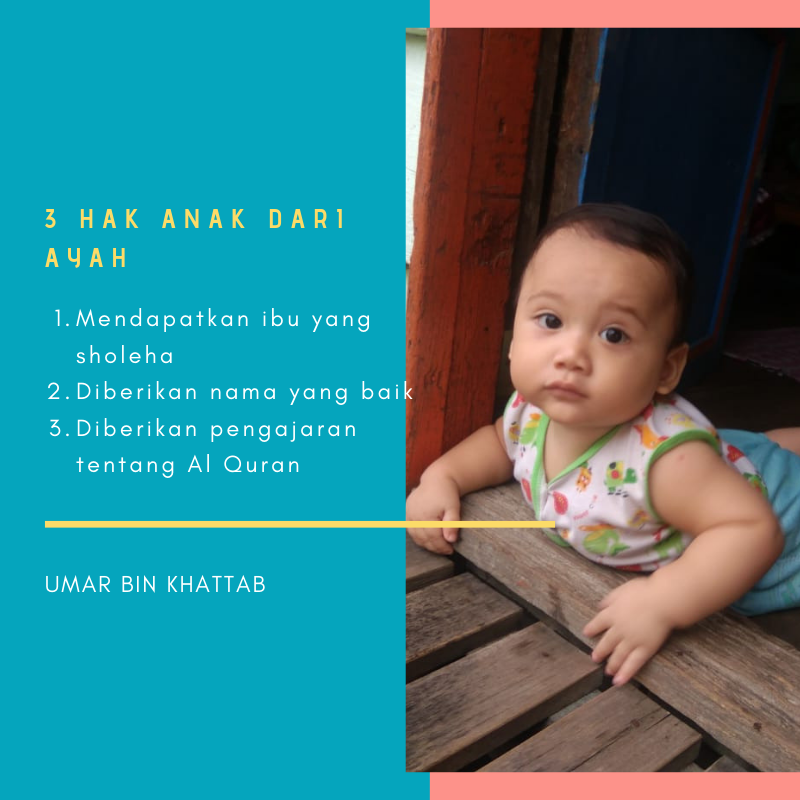 3 HAK ANAK DARI
AYAH
1. Mendapatkan ibu yang
sholeha
2. Diberikan nama yang baik
3. Diberikan pengajaran
tentang Al Quran
UMAR BIN KHATTAB